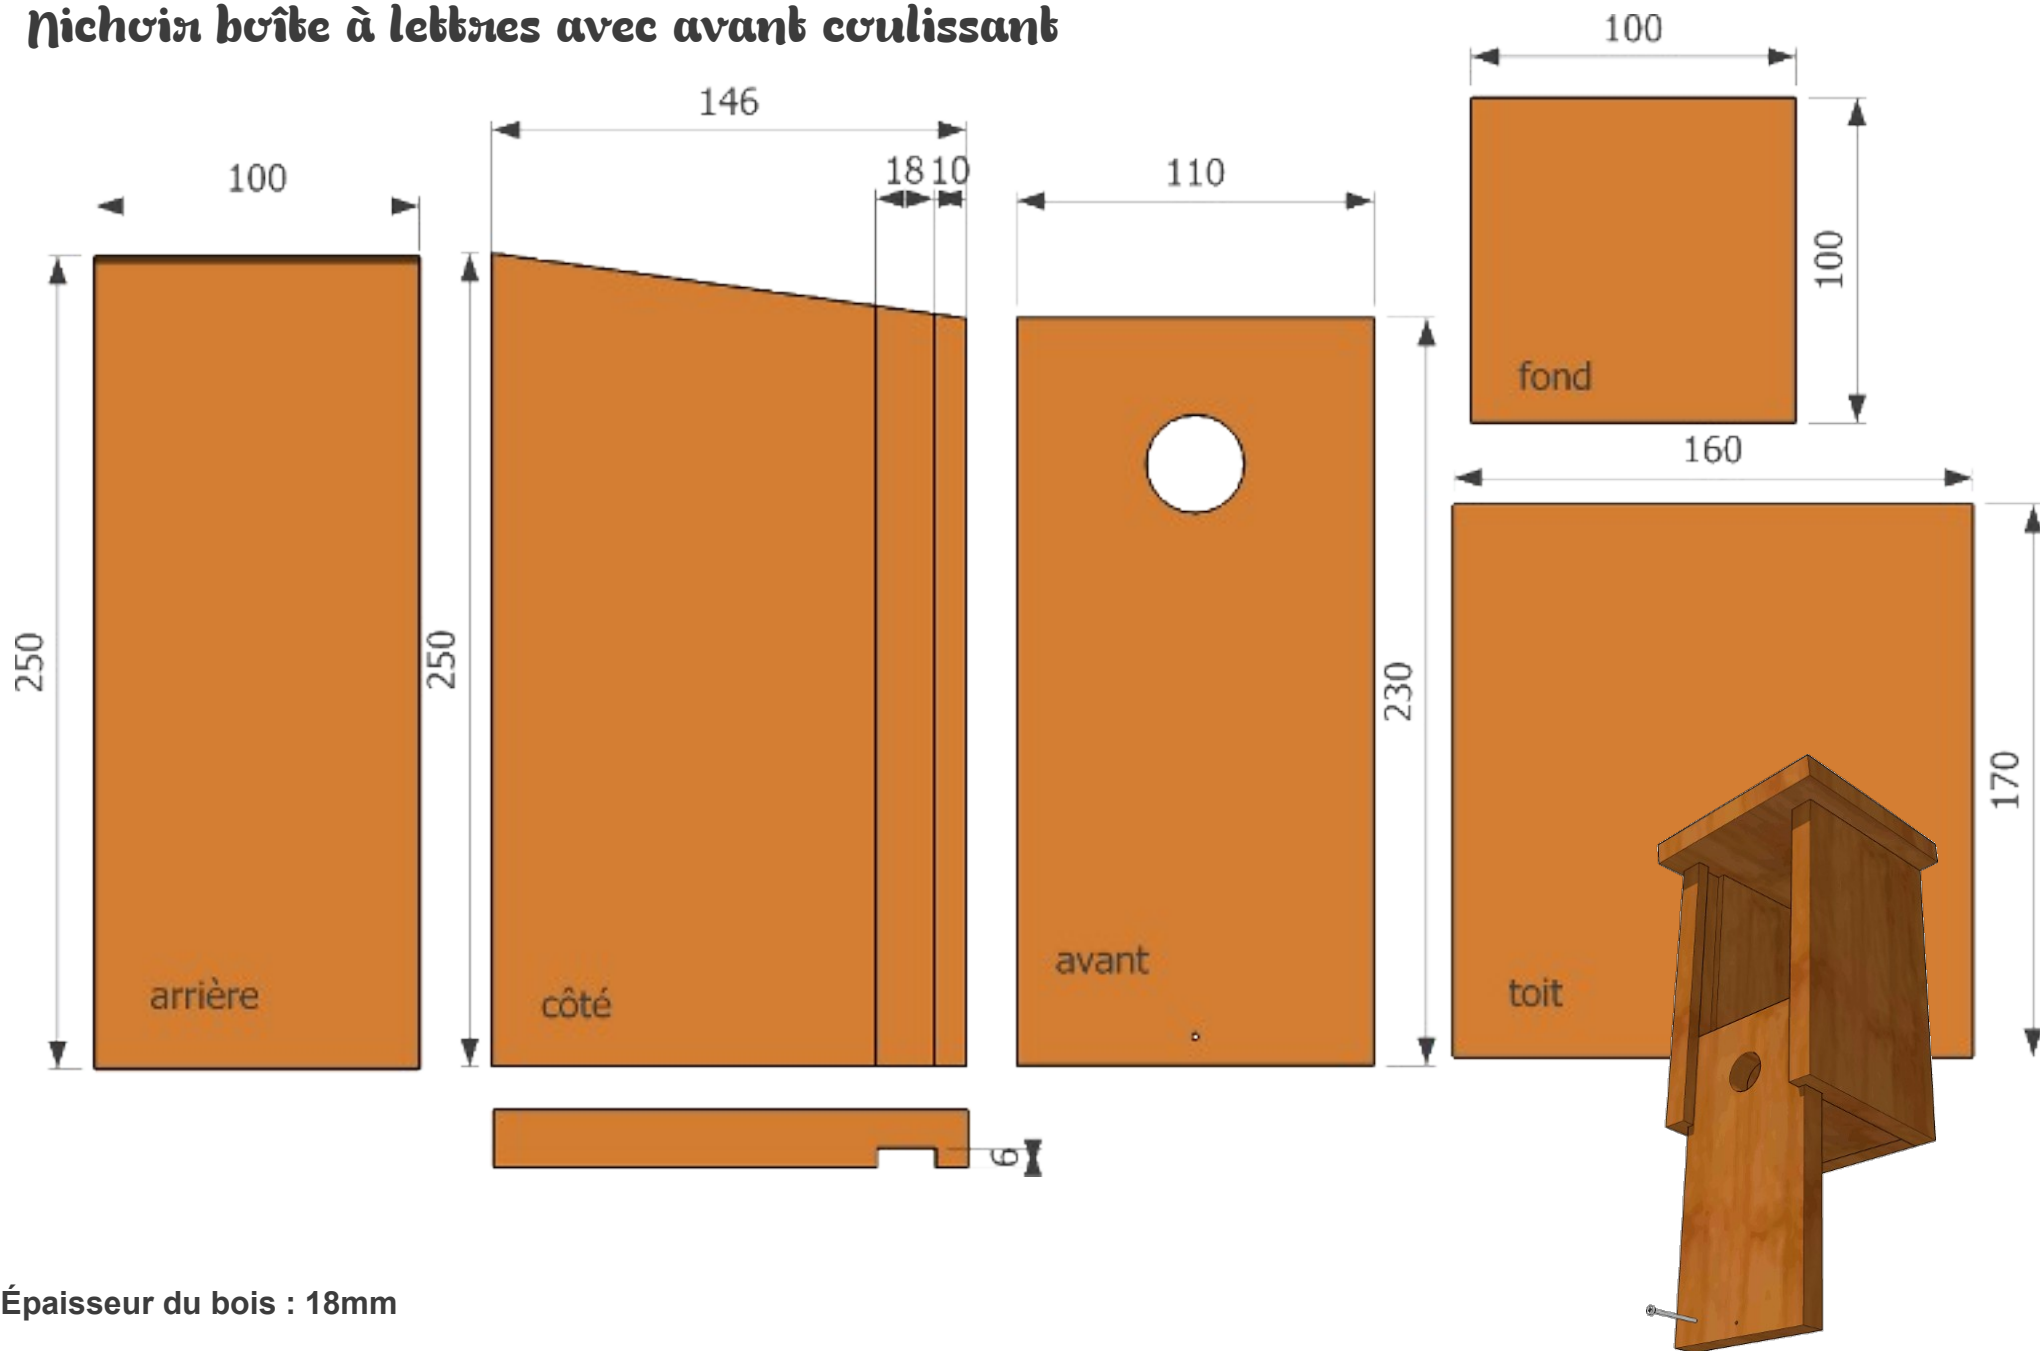 Nichoir boîte à lettres avec avant coulissant
100
146
100
18
10
110
100
250
250
fond
160
230
170
avant
arrière
côté
toit
6
Épaisseur du bois : 18mm